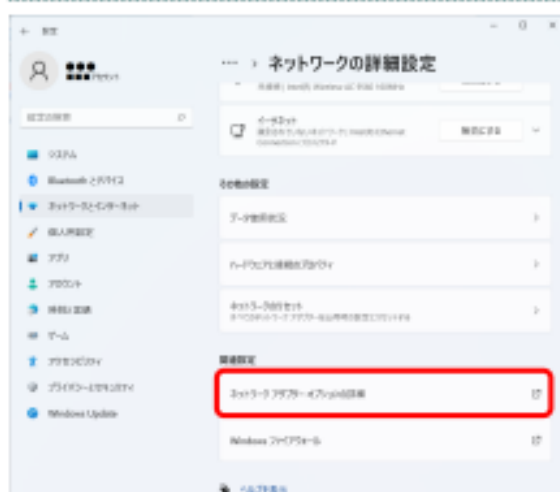 設定
… › ネットワークの詳細設定
設定の検索
イーサネット
無効にする
システム
Bluetooth とデバイス
その他の設定
ネットワークとインターネット
データ使用状況
個人用設定
アプリ
ハードウェアと接続のプロパティ
アカウント
時刻と言語
ネットワークのリセット
ゲーム
関連設定
アクセシビリティ
プライバシーとセキュリティ
ネットワーク アダプター オプションの詳細
Windows Update
Windows ファイアウォール
ヘルプを表示